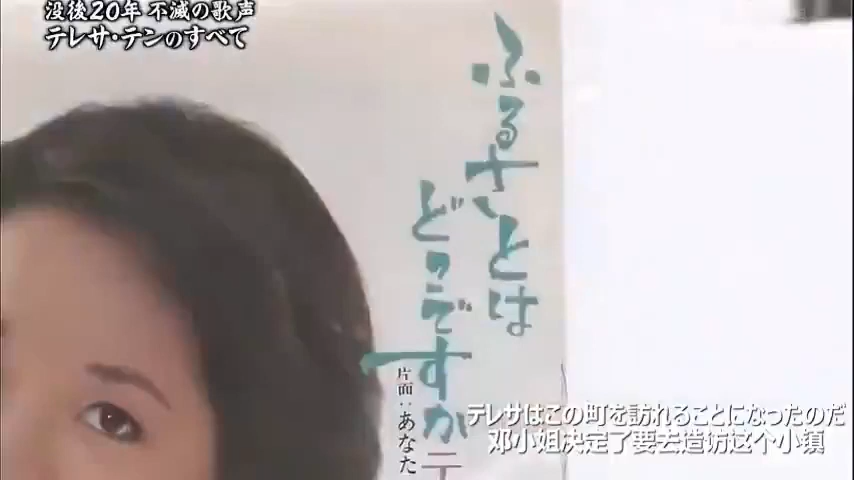 没後20年 不滅の歌声
テレサ・テンのすべて
ふるさとは
どこですか
テ
片面:あなた
テレサはこの町を訪れることになったのだ
邓小姐决定了要去造访这个小镇